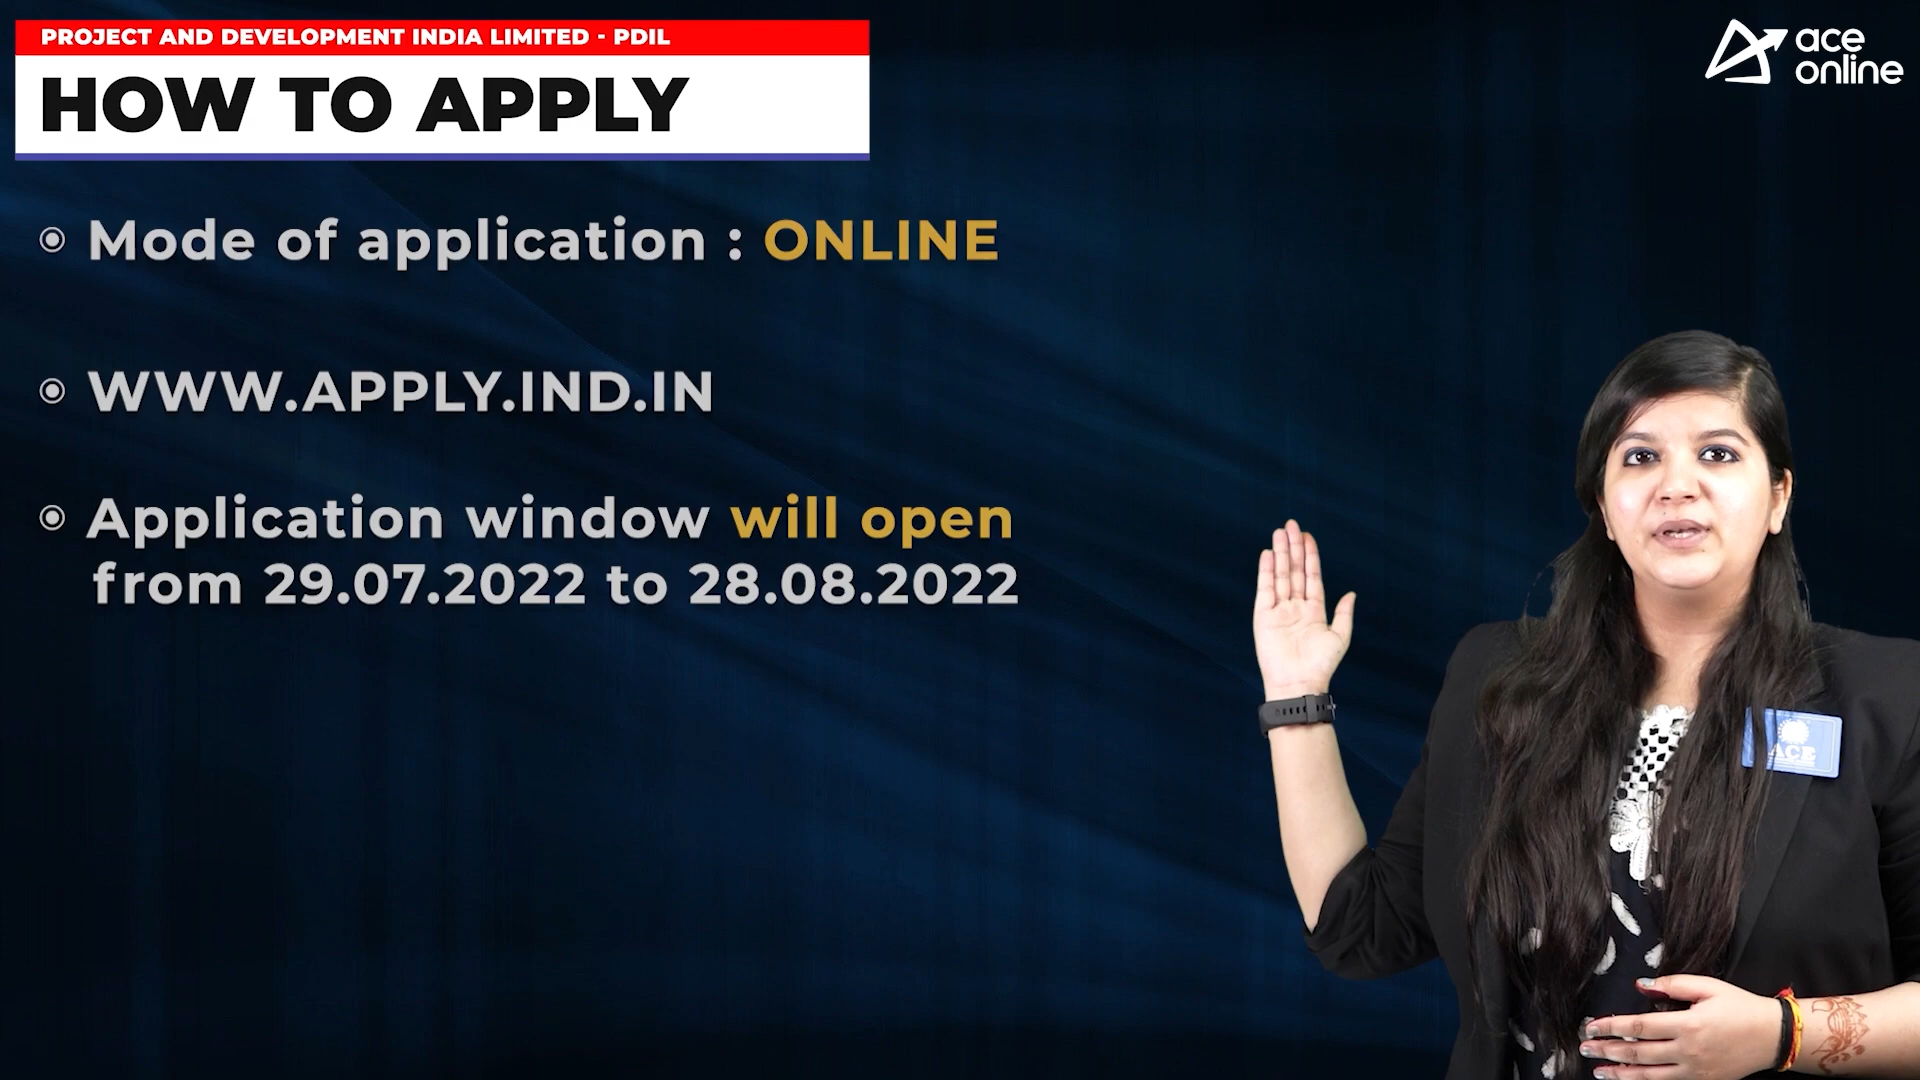 PROJECT AND DEVELOPMENT INDIA LIMITED - PDIL
HOW TO APPLY
ace
online
Mode of application : ONLINE
WWW.APPLY.IND.IN
Application window will open
from 29.07.2022 to 28.08.2022
ACE